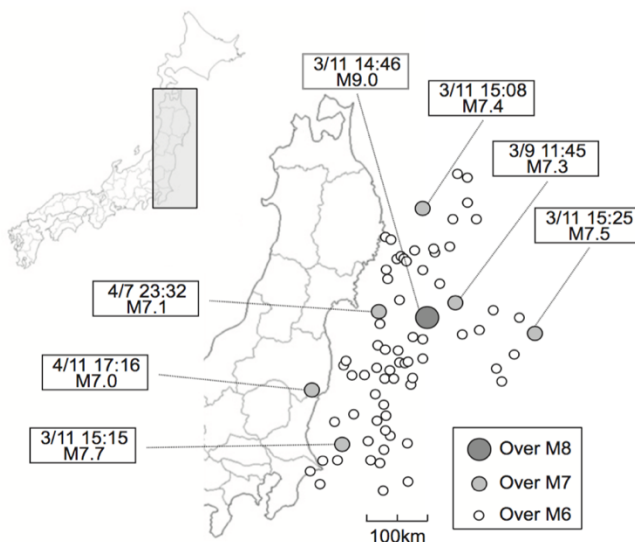 3/11 14:46
M9.0
3/11 15:08
M7.4
3/9 11:45
M7.3
3/11 15:25
M7.5
4/7 23:32
M7.1
4/11 17:16
M7.0
3/11 15:15
M7.7
Over M8
Over M7
Over M6
100km